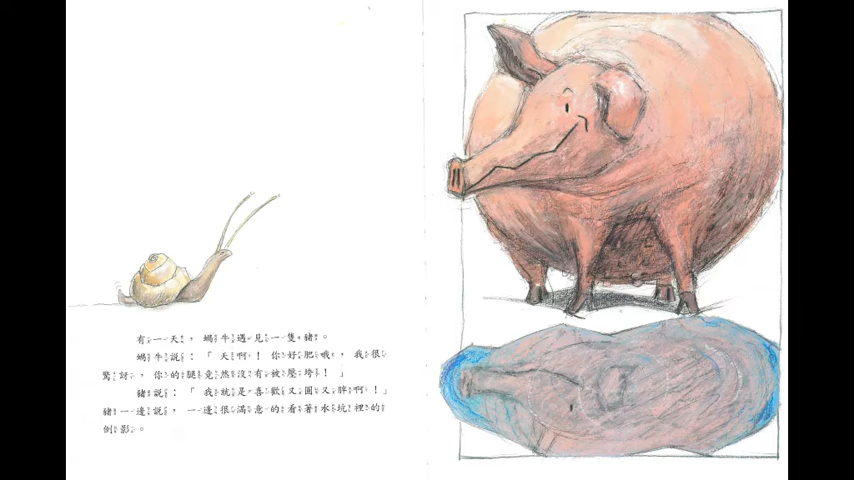 有一天，蝸牛遇見一隻豬。
蝸牛說：「天啊！你好肥哦，我很
驚訝，你的腿竟然沒有被壓垮！」
豬說：「我就是喜歡又圓又胖啊！」
豬一邊說，一邊很滿意的看著水坑裡的
倒影。